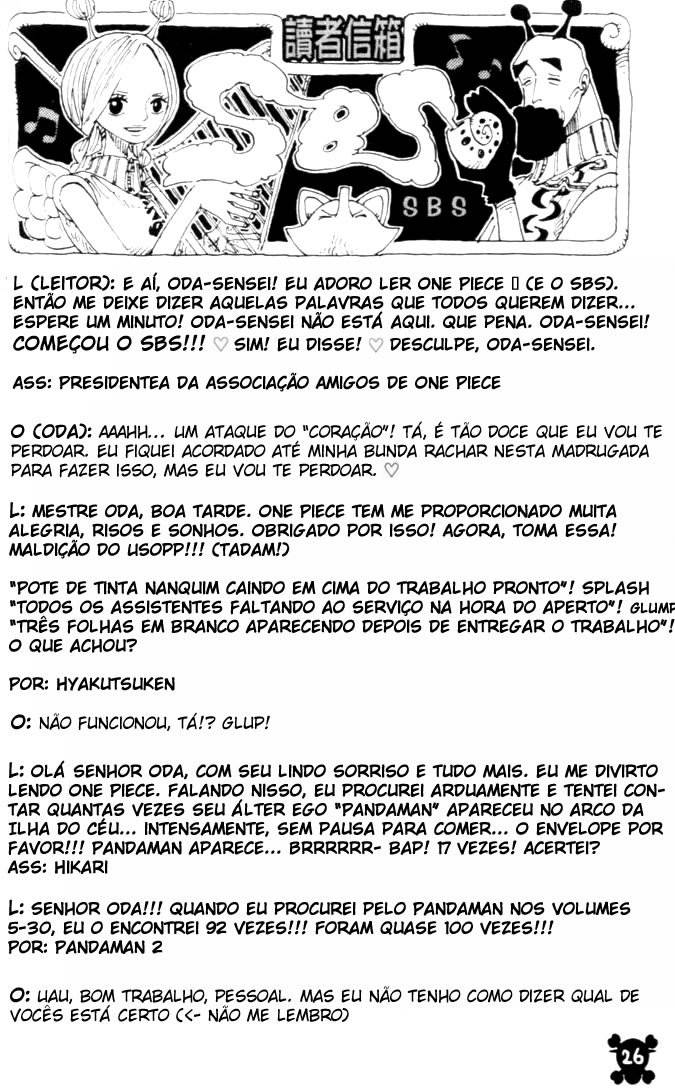 讀者信箱
SBS
SBS
L (LEITOR): E AÍ, ODA-SENSEI! EU ADORO LER ONE PIECE ▯ (E O SBS).
ENTÃO ME DEIXE DIZER AQUELAS PALAVRAS QUE TODOS QUEREM DIZER...
ESPERE UM MINUTO! ODA-SENSEI NÃO ESTÁ AQUI. QUE PENA. ODA-SENSEI!
COMEÇOU O SBS!!! ♡ SIM! EU DISSE! ♡ DESCULPE, ODA-SENSEI.
ASS: PRESIDENTEA DA ASSOCIAÇÃO AMIGOS DE ONE PIECE
O (ODA): AAAHH... UM ATAQUE DO "CORAÇÃO"! TÁ, É TÃO DOCE QUE EU VOU TE
PERDOAR. EU FIQUEI ACORDADO ATÉ MINHA BUNDA RACHAR NESTA MADRUGADA
PARA FAZER ISSO, MAS EU VOU TE PERDOAR. ♡
L: MESTRE ODA, BOA TARDE. ONE PIECE TEM ME PROPORCIONADO MUITA
ALEGRIA, RISOS E SONHOS. OBRIGADO POR ISSO! AGORA, TOMA ESSA!
MALDIÇÃO DO USOPP!!! (TADAM!)
"POTE DE TINTA NANQUIM CAINDO EM CIMA DO TRABALHO PRONTO"! SPLASH
"TODOS OS ASSISTENTES FALTANDO AO SERVIÇO NA HORA DO APERTO"! GLUMP
"TRÊS FOLHAS EM BRANCO APARECENDO DEPOIS DE ENTREGAR O TRABALHO"!
O QUE ACHOU?
POR: HYAKUTSUKEN
O: NÃO FUNCIONOU, TÁ!? GLUP!
L: OLÁ SENHOR ODA, COM SEU LINDO SORRISO E TUDO MAIS. EU ME DIVIRTO
LENDO ONE PIECE. FALANDO NISSO, EU PROCUREI ARDUAMENTE E TENTEI CON-
TAR QUANTAS VEZES SEU ÁLTER EGO "PANDAMAN" APARECEU NO ARCO DA
ILHA DO CÉU... INTENSAMENTE, SEM PAUSA PARA COMER... O ENVELOPE POR
FAVOR!!! PANDAMAN APARECE... BRRRRRR- BAP! 17 VEZES! ACERTEI?
ASS: HIKARI
L: SENHOR ODA!!! QUANDO EU PROCUREI PELO PANDAMAN NOS VOLUMES
5-30, EU O ENCONTREI 92 VEZES!!! FORAM QUASE 100 VEZES!!!
POR: PANDAMAN 2
O: UAU, BOM TRABALHO, PESSOAL. MAS EU NÃO TENHO COMO DIZER QUAL DE
VOCÊS ESTÁ CERTO (<- NÃO ME LEMBRO)
26